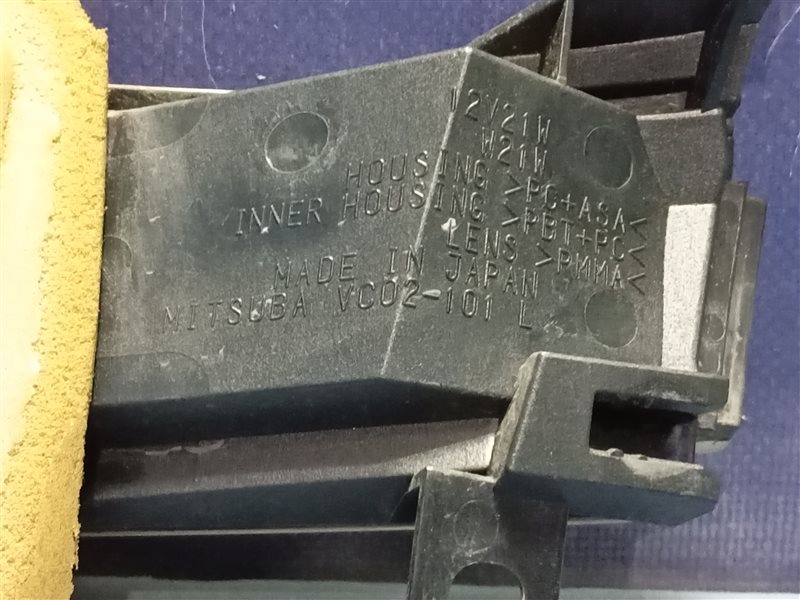 12V21W
W21W
HOUSING >PC+ASA<
INNER HOUSING >PBT+PC<
LENS >PMMA<
MADE IN JAPAN
MITSUBA VC02-101 L